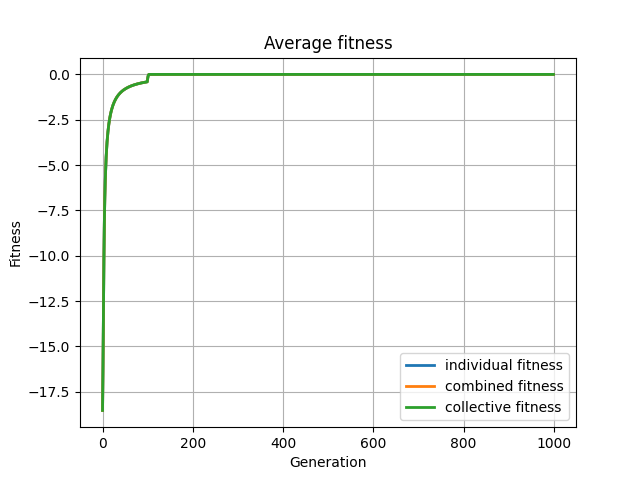 Average fitness
0.0
−2.5
−5.0
−7.5
−10.0
−12.5
−15.0
−17.5
Fitness
individual fitness
combined fitness
collective fitness
0 200 400 600 800 1000
Generation